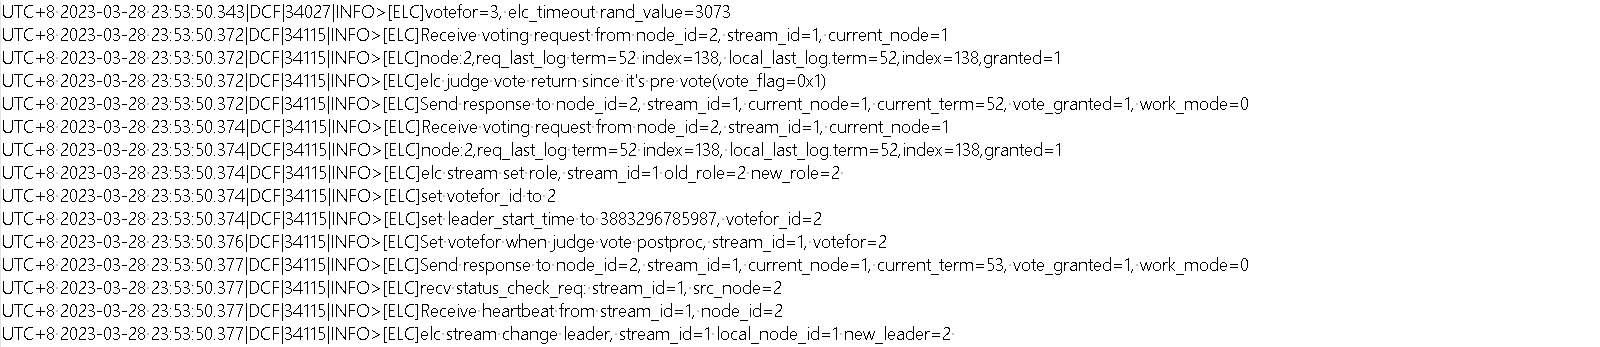 UTC+8 2023-03-28 23:53:50.343|DCF|34027|INFO>[ELC]votefor=3, elc_timeout rand_value=3073
UTC+8 2023-03-28 23:53:50.372|DCF|34115|INFO>[ELC]Receive voting request from node_id=2, stream_id=1, current_node=1
UTC+8 2023-03-28 23:53:50.372|DCF|34115|INFO>[ELC]node:2,req_last_log term=52 index=138, local_last_log.term=52,index=138,granted=1
UTC+8 2023-03-28 23:53:50.372|DCF|34115|INFO>[ELC]elc judge vote return since it's pre vote(vote_flag=0x1)
UTC+8 2023-03-28 23:53:50.372|DCF|34115|INFO>[ELC]Send response to node_id=2, stream_id=1, current_node=1, current_term=52, vote_granted=1, work_mode=0
UTC+8 2023-03-28 23:53:50.374|DCF|34115|INFO>[ELC]Receive voting request from node_id=2, stream_id=1, current_node=1
UTC+8 2023-03-28 23:53:50.374|DCF|34115|INFO>[ELC]node:2,req_last_log term=52 index=138, local_last_log.term=52,index=138,granted=1
UTC+8 2023-03-28 23:53:50.374|DCF|34115|INFO>[ELC]elc stream set role, stream_id=1 old_role=2 new_role=2
UTC+8 2023-03-28 23:53:50.374|DCF|34115|INFO>[ELC]set votefor_id to 2
UTC+8 2023-03-28 23:53:50.374|DCF|34115|INFO>[ELC]set leader_start_time to 3883296785987, votefor_id=2
UTC+8 2023-03-28 23:53:50.376|DCF|34115|INFO>[ELC]Set votefor when judge vote postproc, stream_id=1, votefor=2
UTC+8 2023-03-28 23:53:50.377|DCF|34115|INFO>[ELC]Send response to node_id=2, stream_id=1, current_node=1, current_term=53, vote_granted=1, work_mode=0
UTC+8 2023-03-28 23:53:50.377|DCF|34115|INFO>[ELC]recv status_check_req: stream_id=1, src_node=2
UTC+8 2023-03-28 23:53:50.377|DCF|34115|INFO>[ELC]Receive heartbeat from stream_id=1, node_id=2
UTC+8 2023-03-28 23:53:50.377|DCF|34115|INFO>[ELC]elc stream change leader, stream_id=1 local_node_id=1 new_leader=2